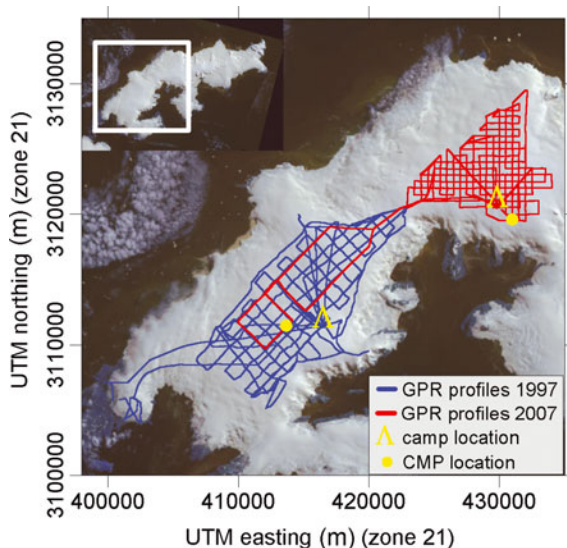 3130000
3120000
3110000
3100000
UTM northing (m) (zone 21)
GPR profiles 1997
GPR profiles 2007
camp location
CMP location
400000 410000 420000 430000
UTM easting (m) (zone 21)